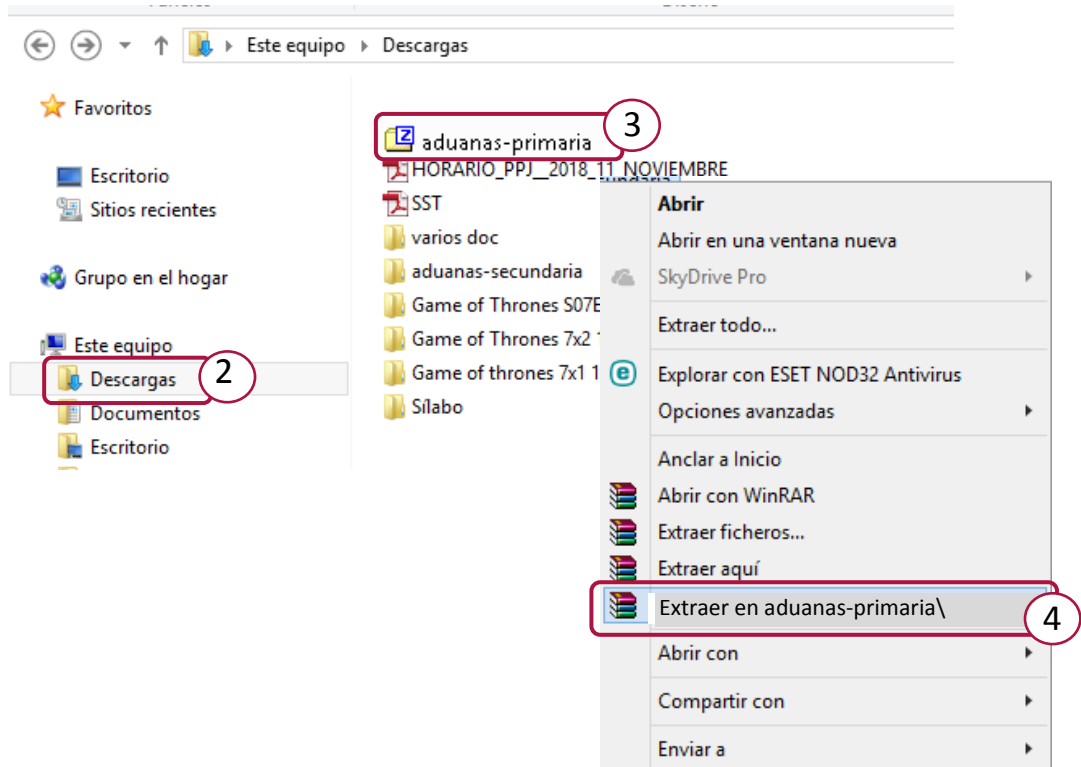 Este equipo Descargas
Favoritos
Escritorio
Sitios recientes
Grupo en el hogar
Este equipo
Descargas
2
Documentos
Escritorio
aduanas-primaria
3
HORARIO_PPJ__2018_11_NOVIEMBRE
SST
varios doc
aduanas-secundaria
Game of Thrones S07E
Game of Thrones 7x2 1
Game of thrones 7x1 1
Sílabo
Abrir
Abrir en una ventana nueva
SkyDrive Pro
Extraer todo...
Explorar con ESET NOD32 Antivirus
Opciones avanzadas
Anclar a Inicio
Abrir con WinRAR
Extraer ficheros...
Extraer aquí
Extraer en aduanas-primaria\
4
Abrir con
Compartir con
Enviar a